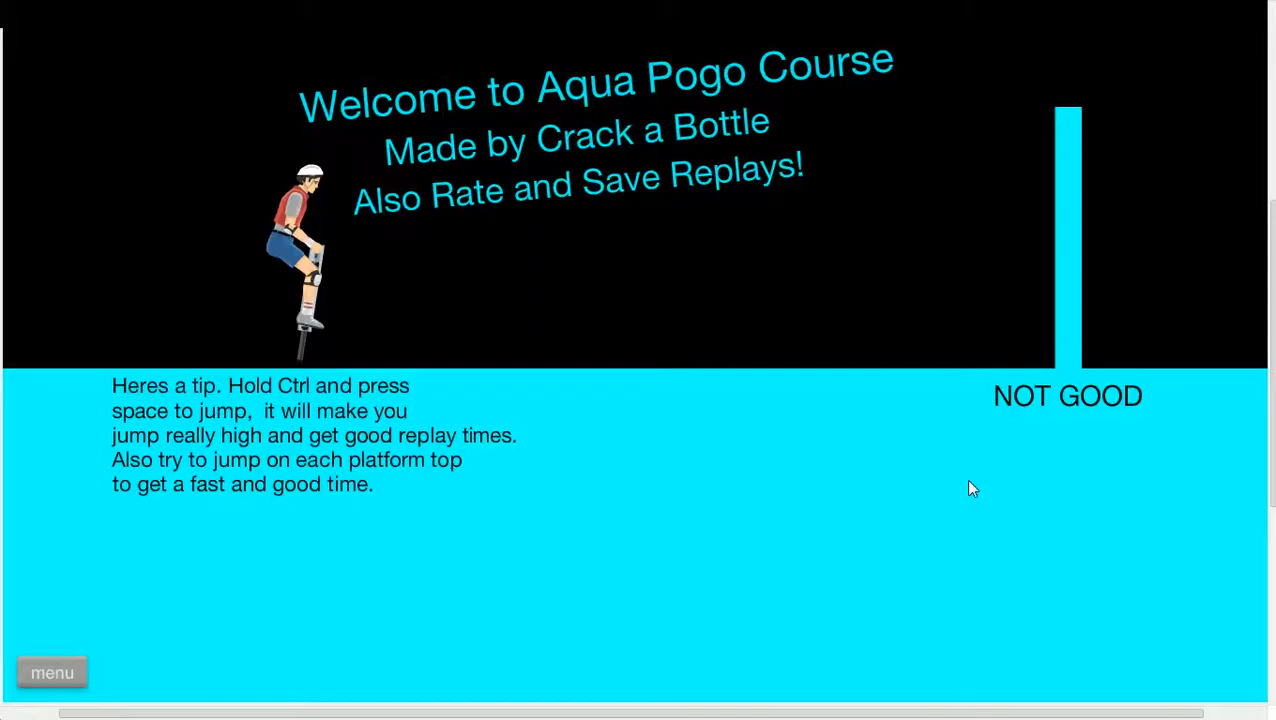 Welcome to Aqua Pogo Course
Made by Crack a Bottle
Also Rate and Save Replays!
Heres a tip. Hold Ctrl and press
space to jump, it will make you
jump really high and get good replay times.
Also try to jump on each platform top
to get a fast and good time.
NOT GOOD
menu